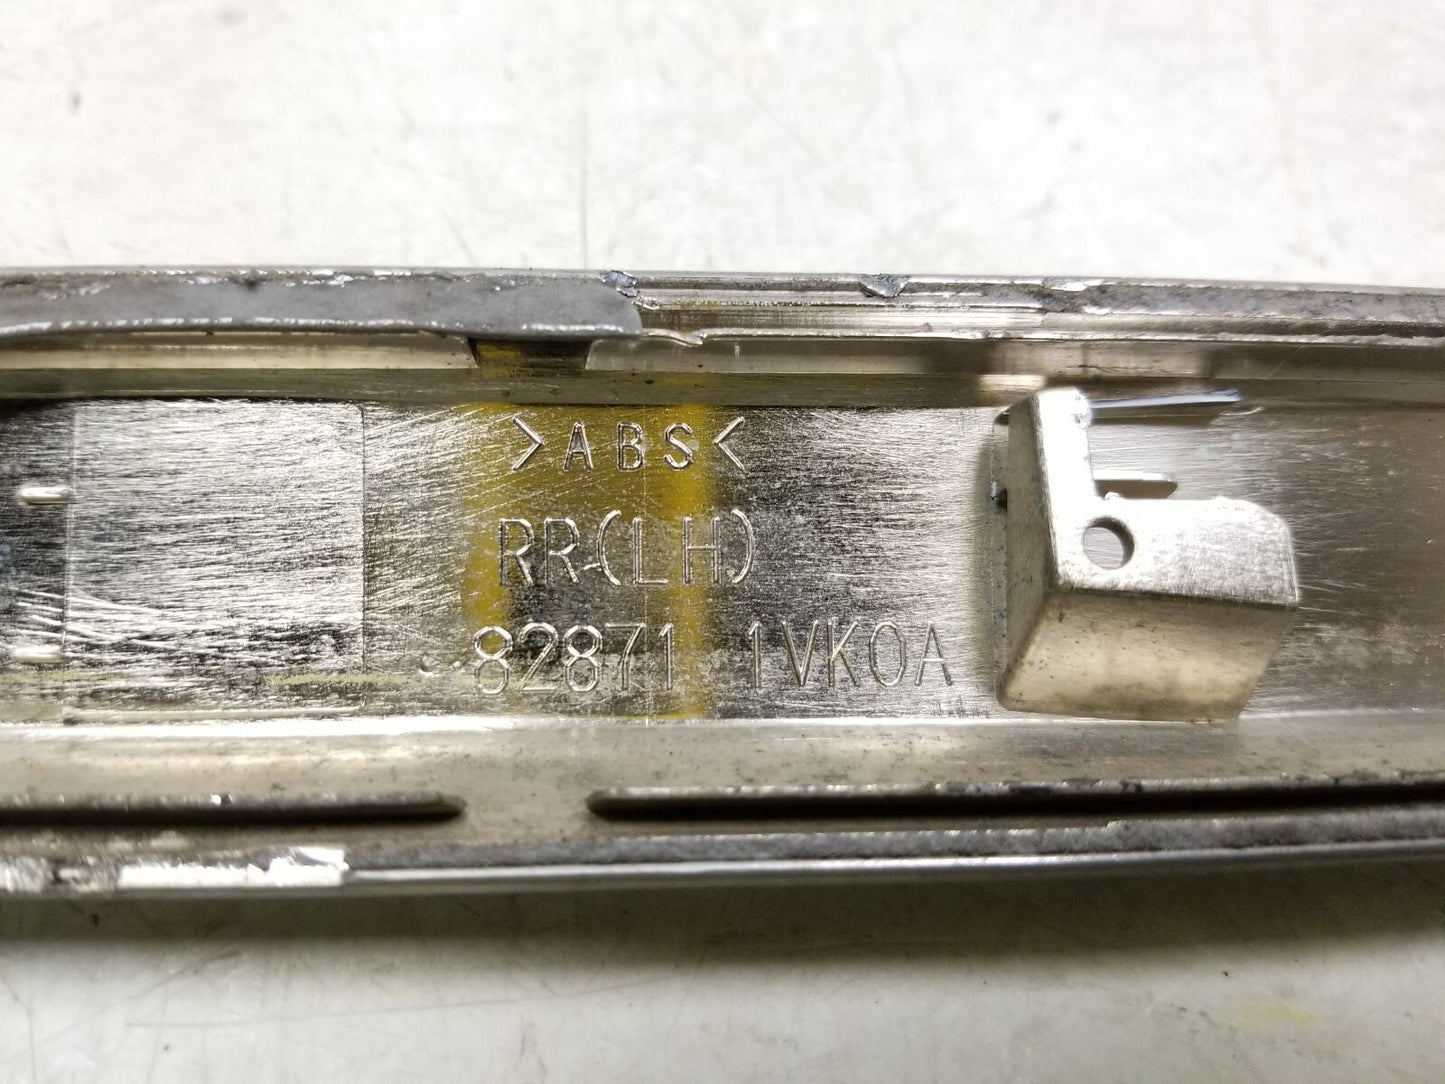 >ABS<
RR(LH)
82871 1VK0A